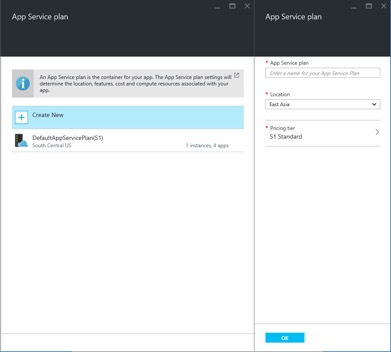 App Service plan
An App Service plan is the container for your app. The App Service plan settings will
determine the location, features, cost and compute resources associated with your
app.
Create New
DefaultAppServicePlan(S1)
South Central US
1 instances, 4 apps
App Service plan
* App Service plan
Enter a name for your App Service Plan
* Location
East Asia
* Pricing tier
S1 Standard
OK